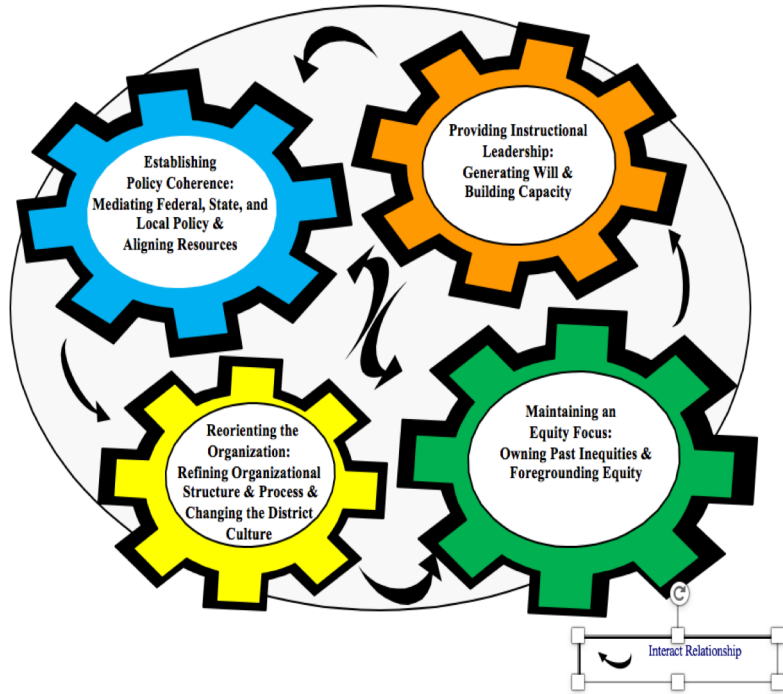 Establishing
Policy Coherence:
Mediating Federal, State, and
Local Policy &
Aligning Resources
Providing Instructional
Leadership:
Generating Will &
Building Capacity
Reorienting the
Organization:
Refining Organizational
Structure & Process &
Changing the District
Culture
Maintaining an
Equity Focus:
Owning Past Inequities &
Foregrounding Equity
Interact Relationship